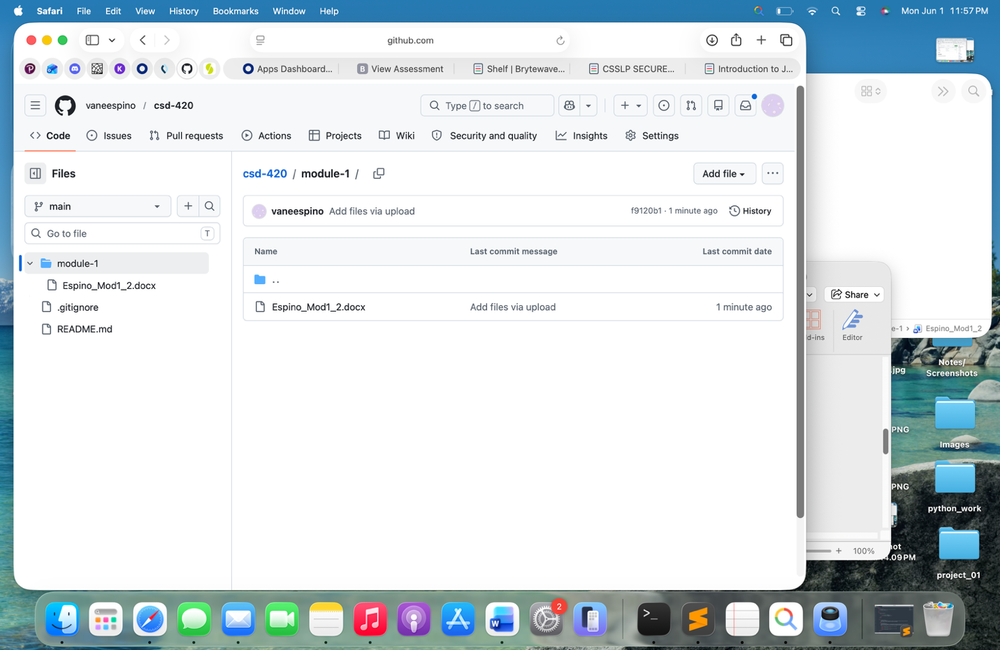 Safari File Edit View History Bookmarks Window Help Mon Jun 1 11:57 PM
github.com
Apps Dashboard... B View Assessment Shelf | Brytewave... CSSLP SECURE... Introduction to J...
vaneespino / csd-420 Type / to search
Code Issues Pull requests Actions Projects Wiki Security and quality Insights Settings
Files
main
Go to file T
module-1
Espino_Mod1_2.docx
.gitignore
README.md
csd-420 / module-1 / Add file ...
vaneespino Add files via upload f9120b1 · 1 minute ago History
Name Last commit message Last commit date
..
Espino_Mod1_2.docx Add files via upload 1 minute ago
Share
d-ins Editor
e-1 › Espino_Mod1_2
100%
.jpg
PNG
PNG
4.09 PM
Notes/
Screenshots
Images
python_work
project_01
W
2
>_